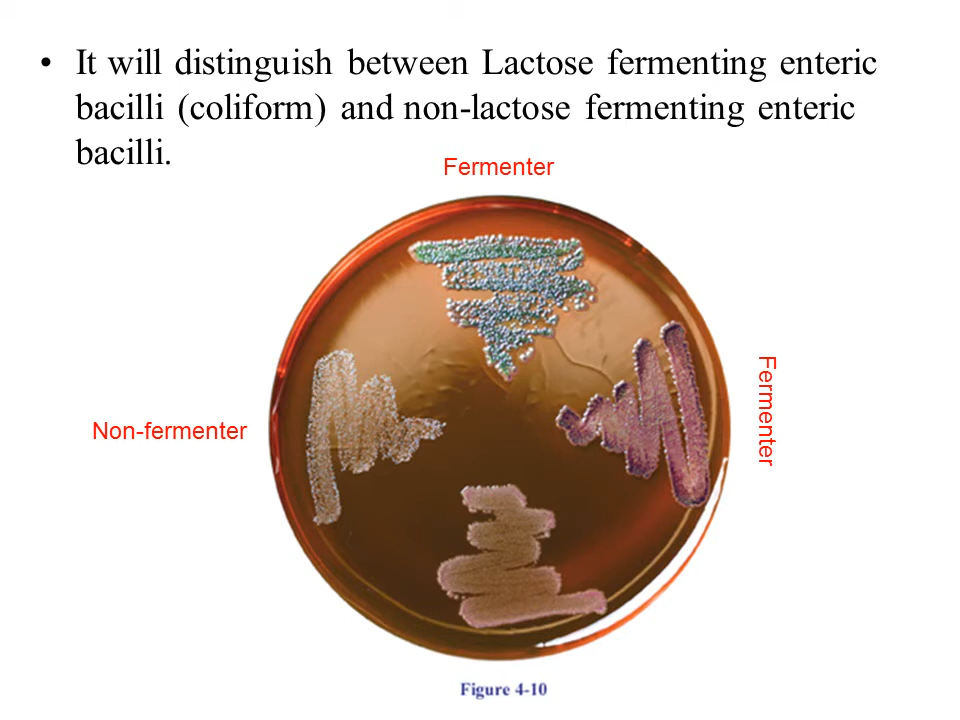 • It will distinguish between Lactose fermenting enteric
bacilli (coliform) and non-lactose fermenting enteric
bacilli.
Fermenter
Fermenter
Non-fermenter
Figure 4-10